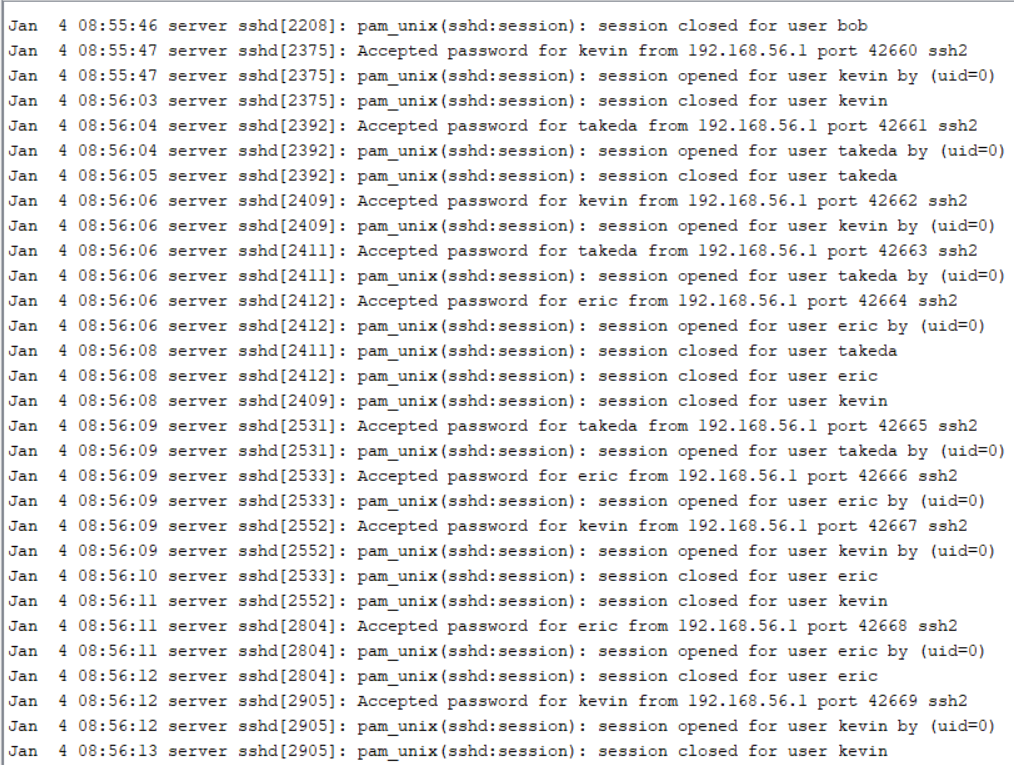 Jan  4 08:55:46 server sshd[2208]: pam_unix(sshd:session): session closed for user bob
Jan  4 08:55:47 server sshd[2375]: Accepted password for kevin from 192.168.56.1 port 42660 ssh2
Jan  4 08:55:47 server sshd[2375]: pam_unix(sshd:session): session opened for user kevin by (uid=0)
Jan  4 08:56:03 server sshd[2375]: pam_unix(sshd:session): session closed for user kevin
Jan  4 08:56:04 server sshd[2392]: Accepted password for takeda from 192.168.56.1 port 42661 ssh2
Jan  4 08:56:04 server sshd[2392]: pam_unix(sshd:session): session opened for user takeda by (uid=0)
Jan  4 08:56:05 server sshd[2392]: pam_unix(sshd:session): session closed for user takeda
Jan  4 08:56:06 server sshd[2409]: Accepted password for kevin from 192.168.56.1 port 42662 ssh2
Jan  4 08:56:06 server sshd[2409]: pam_unix(sshd:session): session opened for user kevin by (uid=0)
Jan  4 08:56:06 server sshd[2411]: Accepted password for takeda from 192.168.56.1 port 42663 ssh2
Jan  4 08:56:06 server sshd[2411]: pam_unix(sshd:session): session opened for user takeda by (uid=0)
Jan  4 08:56:06 server sshd[2412]: Accepted password for eric from 192.168.56.1 port 42664 ssh2
Jan  4 08:56:06 server sshd[2412]: pam_unix(sshd:session): session opened for user eric by (uid=0)
Jan  4 08:56:08 server sshd[2411]: pam_unix(sshd:session): session closed for user takeda
Jan  4 08:56:08 server sshd[2412]: pam_unix(sshd:session): session closed for user eric
Jan  4 08:56:08 server sshd[2409]: pam_unix(sshd:session): session closed for user kevin
Jan  4 08:56:09 server sshd[2531]: Accepted password for takeda from 192.168.56.1 port 42665 ssh2
Jan  4 08:56:09 server sshd[2531]: pam_unix(sshd:session): session opened for user takeda by (uid=0)
Jan  4 08:56:09 server sshd[2533]: Accepted password for eric from 192.168.56.1 port 42666 ssh2
Jan  4 08:56:09 server sshd[2533]: pam_unix(sshd:session): session opened for user eric by (uid=0)
Jan  4 08:56:09 server sshd[2552]: Accepted password for kevin from 192.168.56.1 port 42667 ssh2
Jan  4 08:56:09 server sshd[2552]: pam_unix(sshd:session): session opened for user kevin by (uid=0)
Jan  4 08:56:10 server sshd[2533]: pam_unix(sshd:session): session closed for user eric
Jan  4 08:56:11 server sshd[2552]: pam_unix(sshd:session): session closed for user kevin
Jan  4 08:56:11 server sshd[2804]: Accepted password for eric from 192.168.56.1 port 42668 ssh2
Jan  4 08:56:11 server sshd[2804]: pam_unix(sshd:session): session opened for user eric by (uid=0)
Jan  4 08:56:12 server sshd[2804]: pam_unix(sshd:session): session closed for user eric
Jan  4 08:56:12 server sshd[2905]: Accepted password for kevin from 192.168.56.1 port 42669 ssh2
Jan  4 08:56:12 server sshd[2905]: pam_unix(sshd:session): session opened for user kevin by (uid=0)
Jan  4 08:56:13 server sshd[2905]: pam_unix(sshd:session): session closed for user kevin